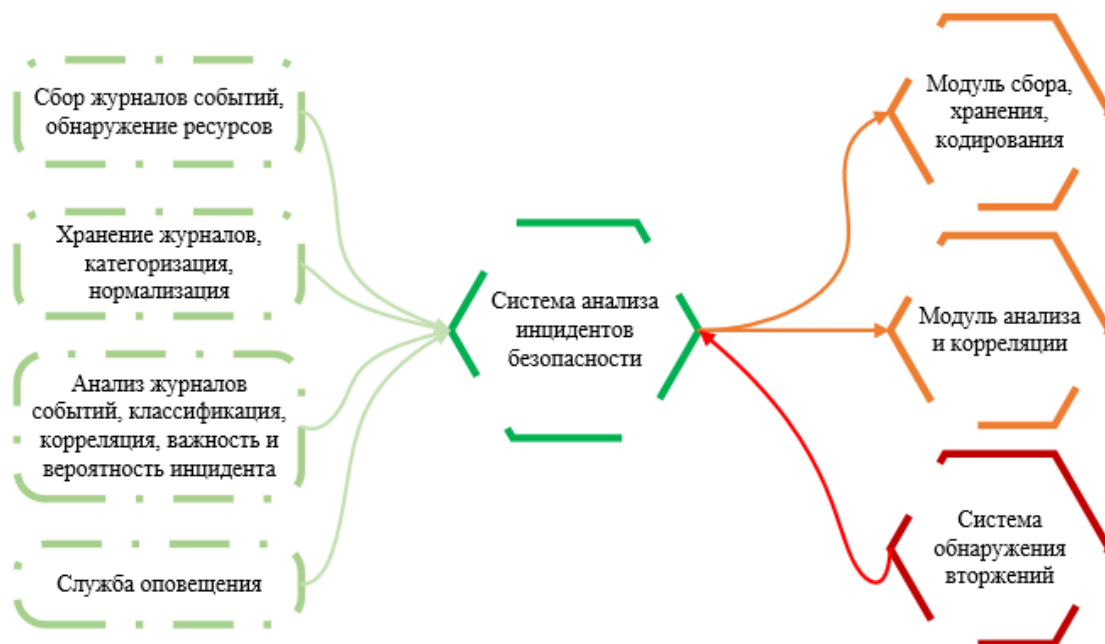 Сбор журналов событий,
обнаружение ресурсов
Хранение журналов,
категоризация,
нормализация
Анализ журналов
событий, классификация,
корреляция, важность и
вероятность инцидента
Служба оповещения
Система анализа
инцидентов
безопасности
Модуль сбора,
хранения,
кодирования
Модуль анализа
и корреляции
Система
обнаружения
вторжений